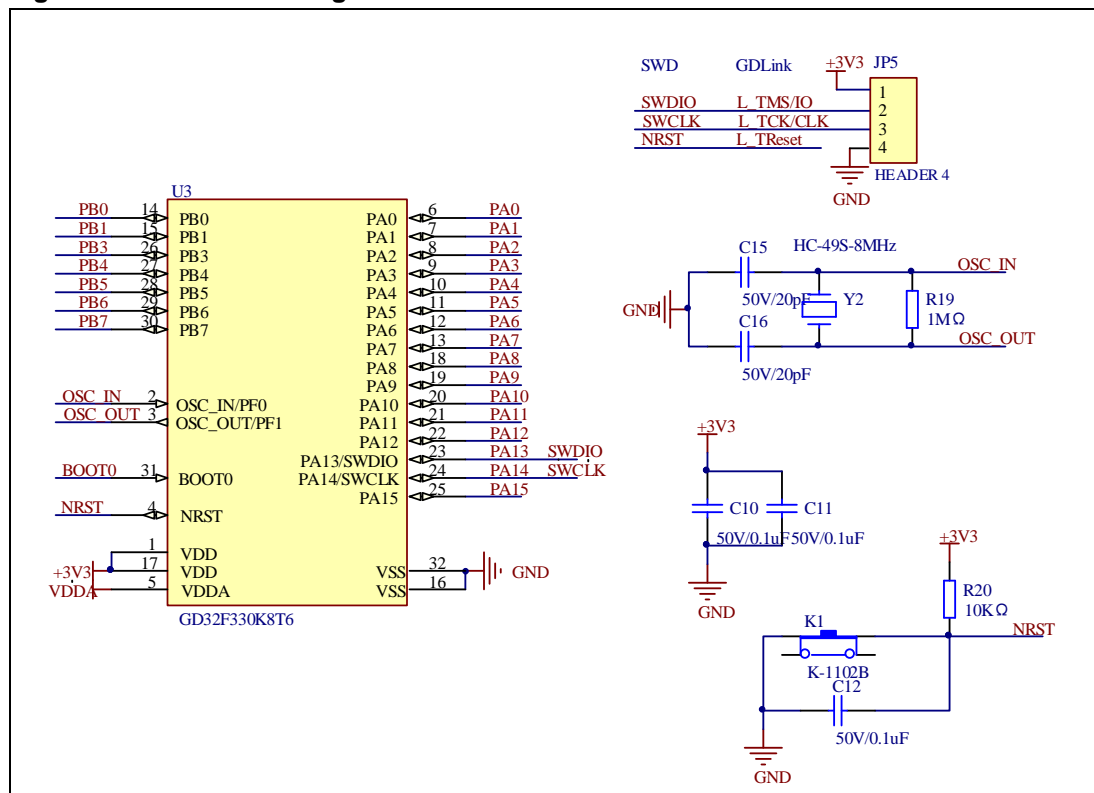 SWD GDLink +3V3 JP5
1
SWDIO L_TMS/IO 2
SWCLK L_TCK/CLK 3
NRST L_TReset 4
HEADER 4
GND
U3
PB0 14 PB0 PA0 6 PA0
PB1 15 PB1 PA1 7 PA1
PB3 26 PB3 PA2 8 PA2
PB4 27 PB4 PA3 9 PA3
PB5 28 PB5 PA4 10 PA4
PB6 29 PB6 PA5 11 PA5
PB7 30 PB7 PA6 12 PA6
PA7 13 PA7
PA8 18 PA8
PA9 19 PA9
OSC_IN 2 OSC_IN/PF0 PA10 20 PA10
OSC_OUT 3 OSC_OUT/PF1 PA11 21 PA11
PA12 22 PA12
PA13/SWDIO 23 PA13 SWDIO
BOOT0 31 BOOT0 PA14/SWCLK 24 PA14 SWCLK
PA15 25 PA15
NRST 4 NRST
1 VDD
+3V3 17 VDD VSS 32 GND
VDDA 5 VDDA VSS 16
GD32F330K8T6
C15 HC-49S-8MHz
OSC_IN
50V/20pF Y2 R19
GND 1MΩ
C16
OSC_OUT
50V/20pF
+3V3
C10 C11
50V/0.1uF 50V/0.1uF
GND
+3V3
R20
10KΩ
K1
NRST
K-1102B
C12
50V/0.1uF
GND